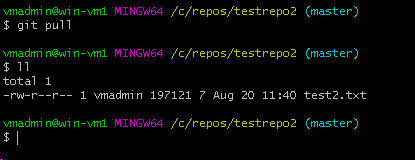 vmadmin@win-vm1 MINGW64 /c/repos/testrepo2 (master)
$ git pull
vmadmin@win-vm1 MINGW64 /c/repos/testrepo2 (master)
$ ll
total 1
-rw-r--r-- 1 vmadmin 197121 7 Aug 20 11:40 test2.txt
vmadmin@win-vm1 MINGW64 /c/repos/testrepo2 (master)
$